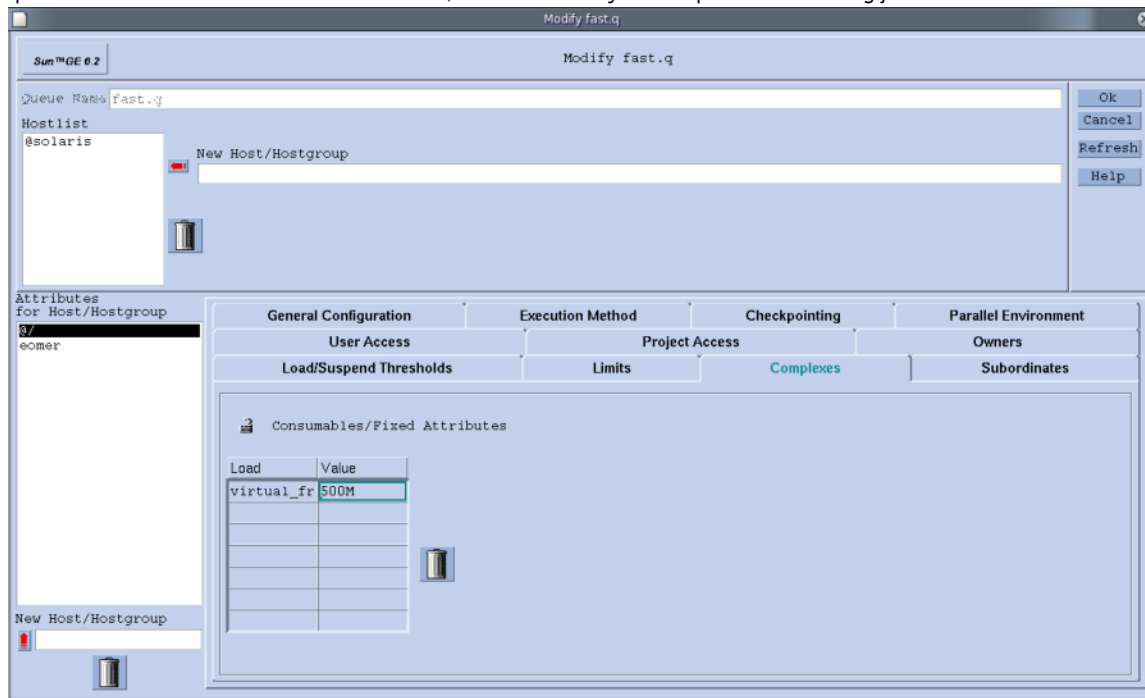 Modify fast.q
Sun™GE 6.2
Modify fast.q
Queue Name fast.q
Ok
Hostlist
Cancel
@solaris
New Host/Hostgroup
Refresh
Help
Attributes
for Host/Hostgroup
@/
eomer
General Configuration Execution Method Checkpointing Parallel Environment
User Access Project Access Owners
Load/Suspend Thresholds Limits Complexes Subordinates
Consumables/Fixed Attributes
Load Value
virtual_fr 500M
New Host/Hostgroup